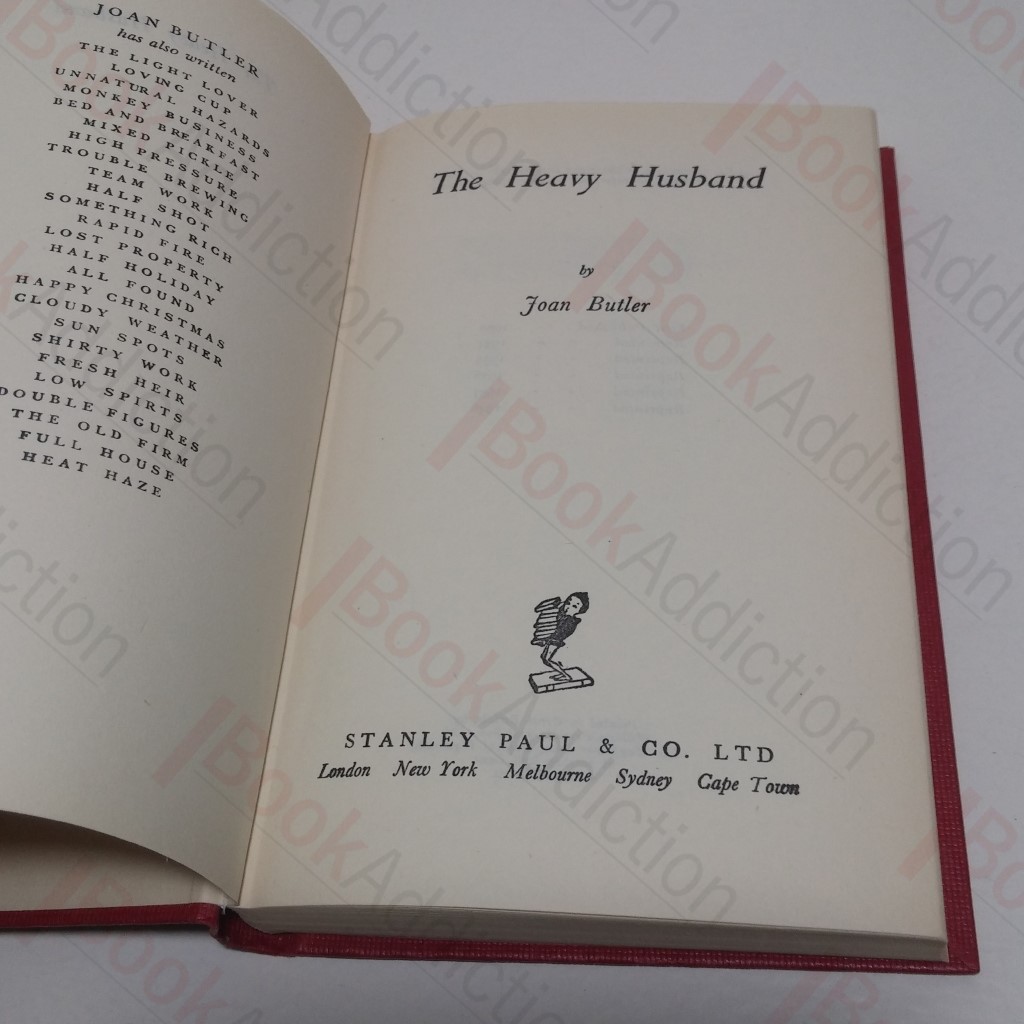 JOAN BUTLER
has also written
THE LIGHT LOVER
LOVING CUP
UNNATURAL HAZARDS
MONKEY BUSINESS
BED AND BREAKFAST
MIXED PICKLE
HIGH PRESSURE
TROUBLE BREWING
TEAM WORK
HALF SHOT
SOMETHING RICH
RAPID FIRE
LOST PROPERTY
HALF HOLIDAY
ALL FOUND
HAPPY CHRISTMAS
CLOUDY WEATHER
SUN SPOTS
SHIRTY WORK
FRESH HEIR
LOW SPIRTS
DOUBLE FIGURES
THE OLD FIRM
FULL HOUSE
HEAT HAZE
The Heavy Husband
by
Joan Butler
STANLEY PAUL & CO. LTD
London New York Melbourne Sydney Cape Town
BookAddiction